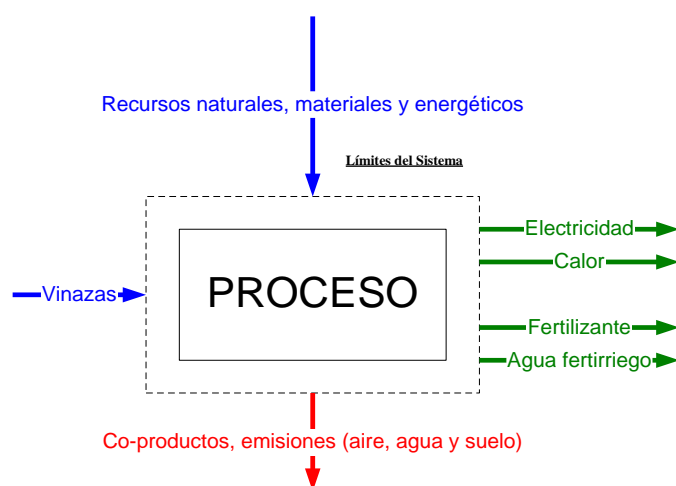 Recursos naturales, materiales y energéticos
Límites del Sistema
Electricidad
Calor
Vinazas
PROCESO
Fertilizante
Agua fertirriego
Co-productos, emisiones (aire, agua y suelo)